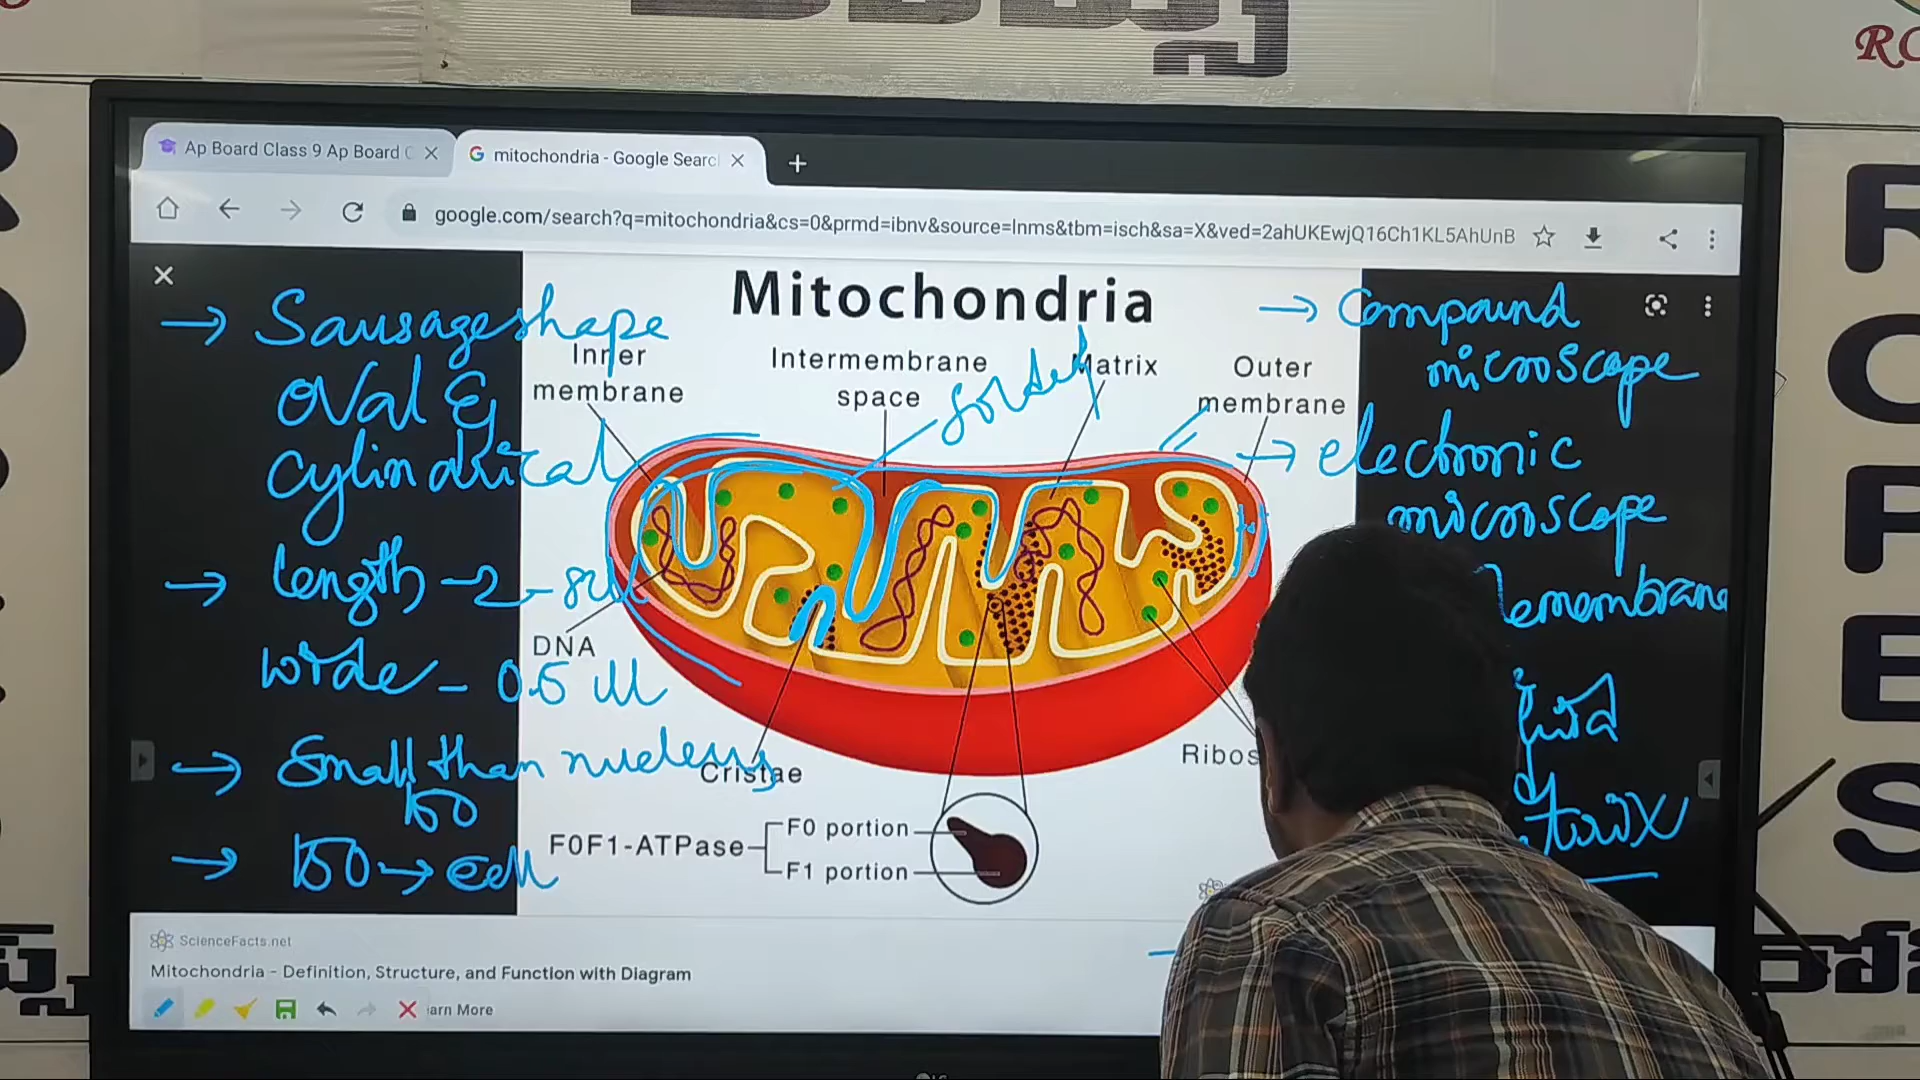 Ap Board Class 9 Ap Board C
mitochondria - Google Search
google.com/search?q=mitochondria&cs=0&prmd=ibnv&source=lnms&tbm=isch&sa=X&ved=2ahUKEwjQ16Ch1KL5AhUnB
Mitochondria
→ Sausage shape
oval &
cylindrical
→ length - 2-8 µ
wide - 0.5 µ
→ Small than nucleus
150
→ 150 → cell
Inner
membrane
Intermembrane
space
Matrix
Outer
membrane
DNA
Cristae
Ribos
F0F1-ATPase
F0 portion
F1 portion
→ Compound
microscope
→ electronic
microscope
membrane
ScienceFacts.net
Mitochondria - Definition, Structure, and Function with Diagram
earn More
RO
R
O
P
E
S